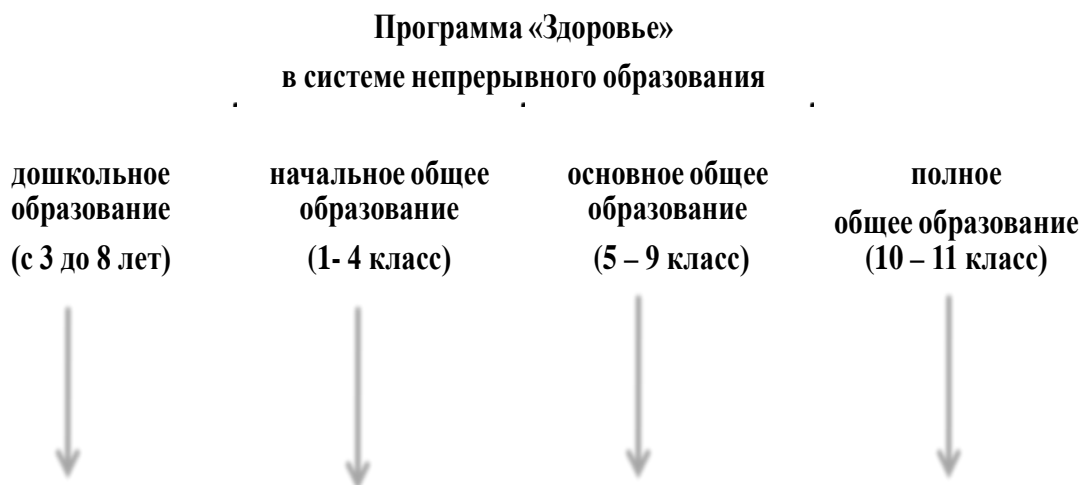 Программа «Здоровье»
в системе непрерывного образования
дошкольное
образование
(с 3 до 8 лет)
начальное общее
образование
(1- 4 класс)
основное общее
образование
(5 – 9 класс)
полное
общее образование
(10 – 11 класс)